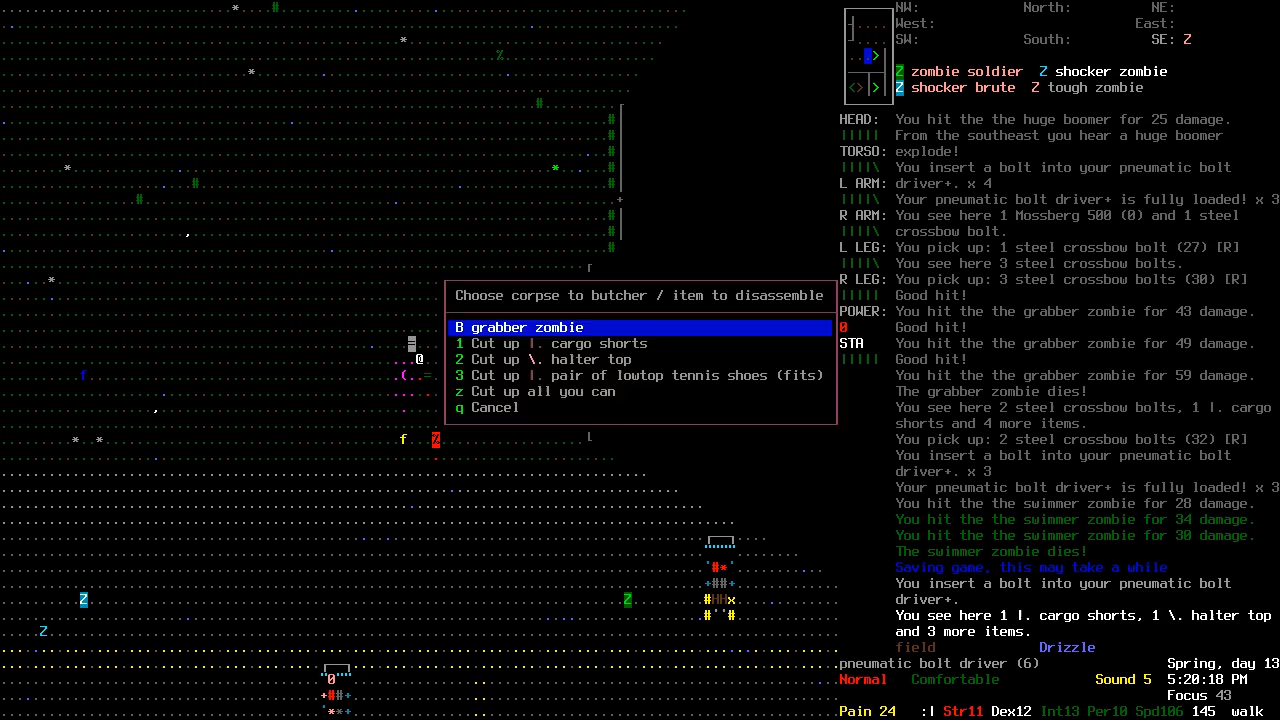 NW: North: NE:
West: East:
SW: South: SE: Z
Z zombie soldier Z shocker zombie
Z shocker brute Z tough zombie
HEAD: You hit the the huge boomer for 25 damage.
||||| From the southeast you hear a huge boomer
TORSO: explode!
||||\ You insert a bolt into your pneumatic bolt
L ARM: driver+. x 4
||||\ Your pneumatic bolt driver+ is fully loaded! x 3
R ARM: You see here 1 Mossberg 500 (0) and 1 steel
||||\ crossbow bolt.
L LEG: You pick up: 1 steel crossbow bolt (27) [R]
||||\ You see here 3 steel crossbow bolts.
R LEG: You pick up: 3 steel crossbow bolts (30) [R]
||||| Good hit!
POWER: You hit the the grabber zombie for 43 damage.
0 Good hit!
STA You hit the the grabber zombie for 49 damage.
||||| Good hit!
You hit the the grabber zombie for 59 damage.
The grabber zombie dies!
You see here 2 steel crossbow bolts, 1 |. cargo
shorts and 4 more items.
You pick up: 2 steel crossbow bolts (32) [R]
You insert a bolt into your pneumatic bolt
driver+. x 3
Your pneumatic bolt driver+ is fully loaded! x 3
You hit the the swimmer zombie for 28 damage.
You hit the the swimmer zombie for 34 damage.
You hit the the swimmer zombie for 30 damage.
The swimmer zombie dies!
Saving game, this may take a while
You insert a bolt into your pneumatic bolt
driver+.
You see here 1 |. cargo shorts, 1 \. halter top
and 3 more items.
field Drizzle
pneumatic bolt driver (6) Spring, day 13
Normal Comfortable Sound 5 5:20:18 PM
Focus 43
Pain 24 :| Str11 Dex12 Int13 Per10 Spd106 145 walk
Choose corpse to butcher / item to disassemble
B grabber zombie
1 Cut up |. cargo shorts
2 Cut up \. halter top
3 Cut up |. pair of lowtop tennis shoes (fits)
z Cut up all you can
q Cancel